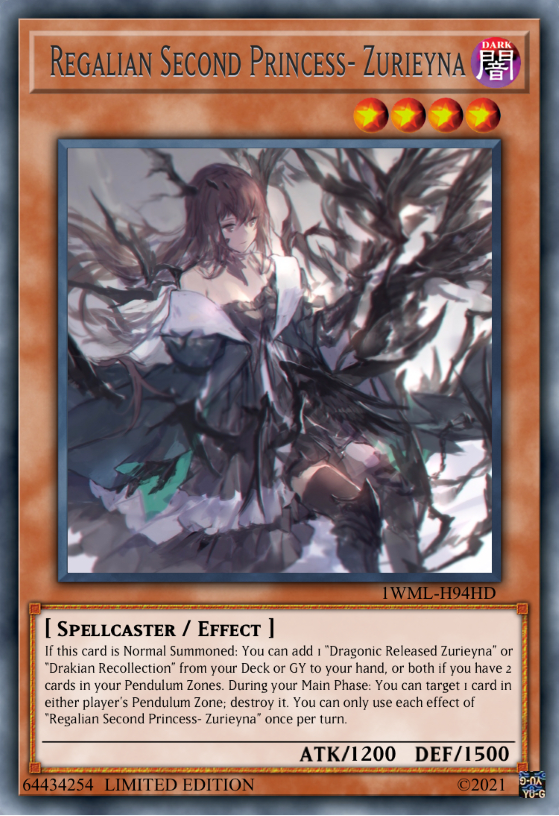 Regalian Second Princess- Zurieyna
DARK
闇
1WML-H94HD
[ Spellcaster / Effect ]
If this card is Normal Summoned: You can add 1 "Dragonic Released Zurieyna" or
"Drakian Recollection" from your Deck or GY to your hand, or both if you have 2
cards in your Pendulum Zones. During your Main Phase: You can target 1 card in
either player's Pendulum Zone; destroy it. You can only use each effect of
"Regalian Second Princess- Zurieyna" once per turn.
ATK/1200 DEF/1500
64434254 LIMITED EDITION
©2021